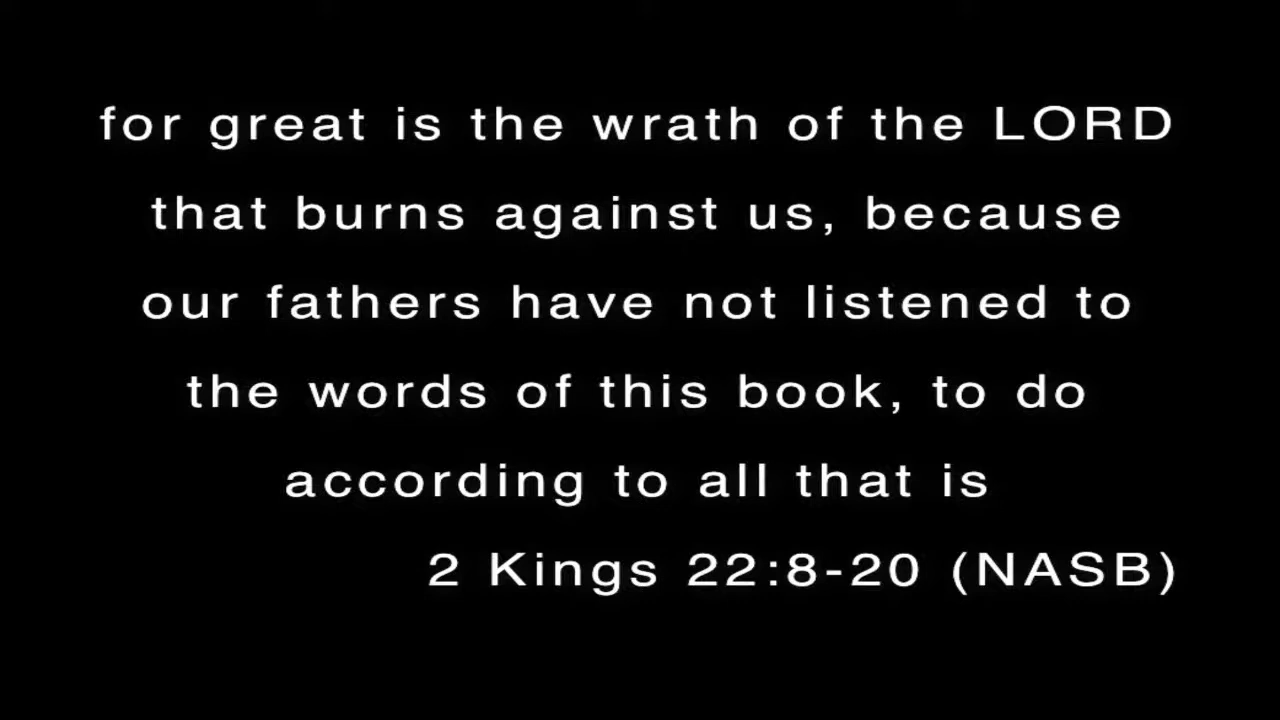 for great is the wrath of the LORD
that burns against us, because
our fathers have not listened to
the words of this book, to do
according to all that is
2 Kings 22:8-20 (NASB)